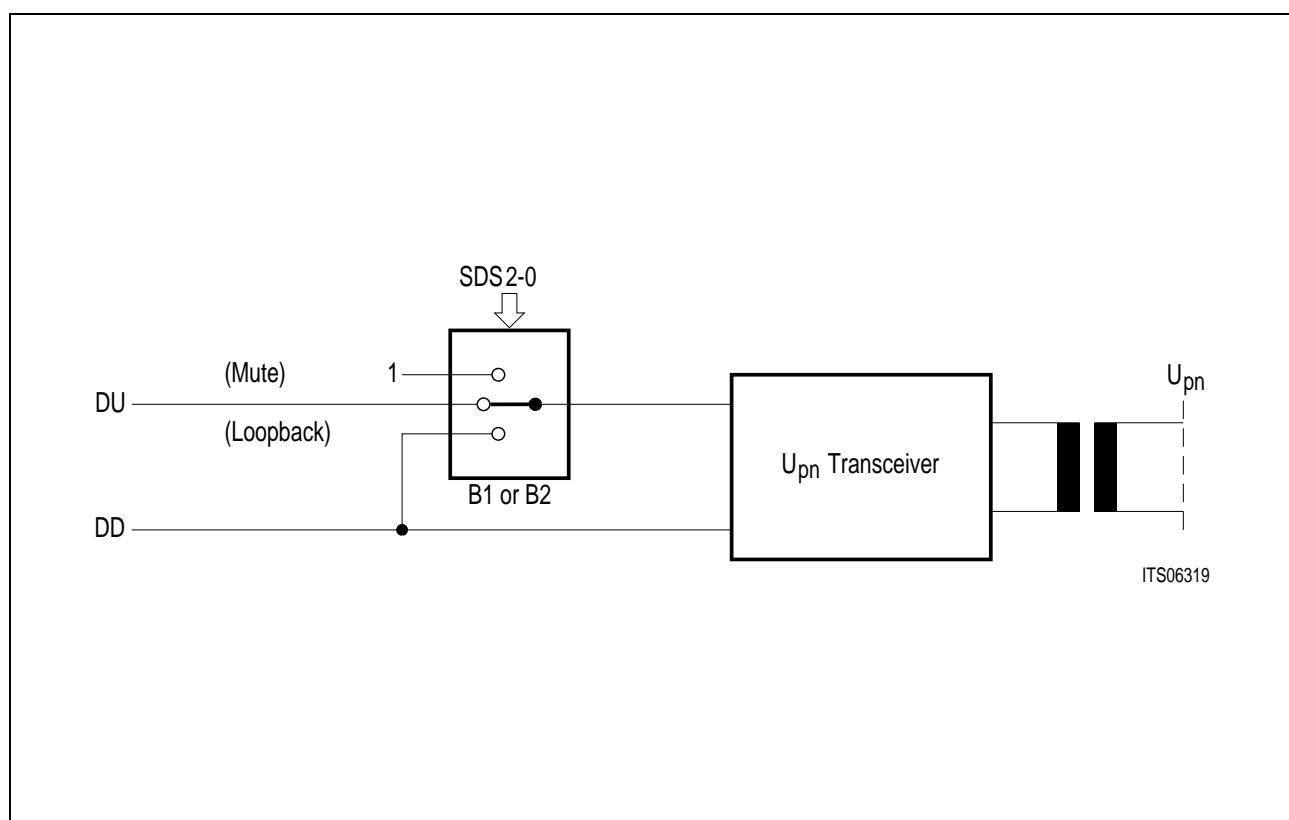 SDS2-0
(Mute) 1
DU
(Loopback)
B1 or B2
DD
Upn Transceiver
Upn
ITS06319